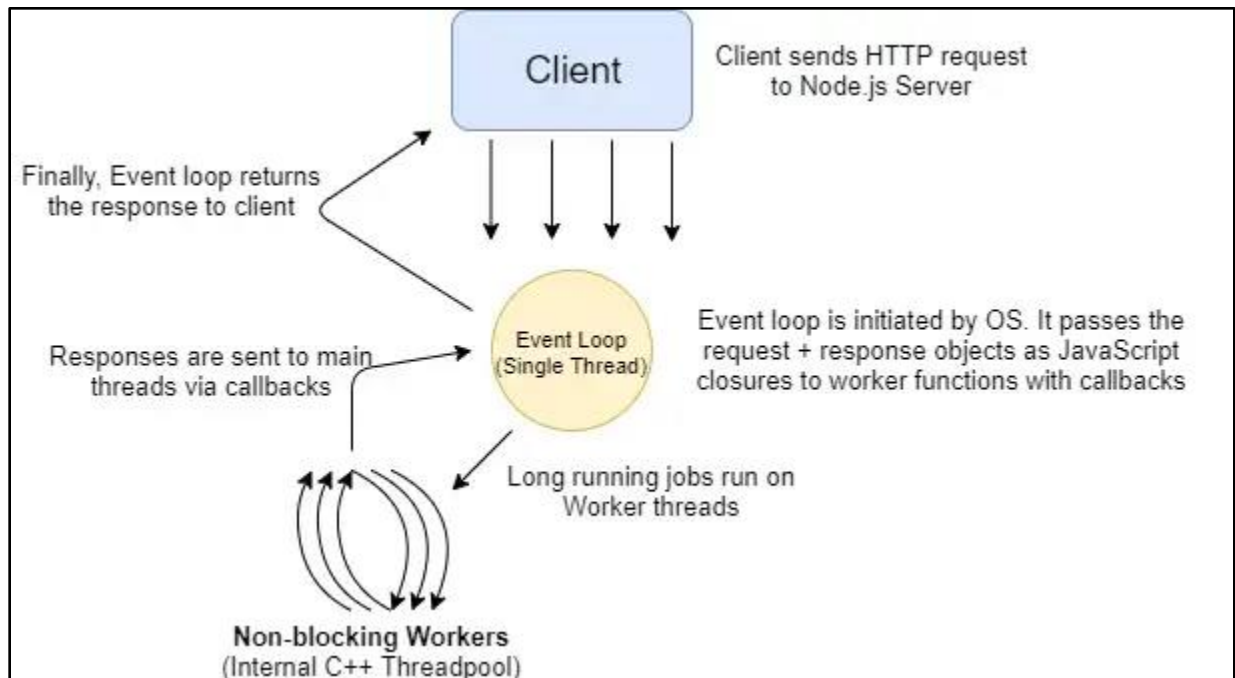 Client
Client sends HTTP request
to Node.js Server
Finally, Event loop returns
the response to client
Event Loop
(Single Thread)
Event loop is initiated by OS. It passes the
request + response objects as JavaScript
closures to worker functions with callbacks
Responses are sent to main
threads via callbacks
Long running jobs run on
Worker threads
Non-blocking Workers
(Internal C++ Threadpool)